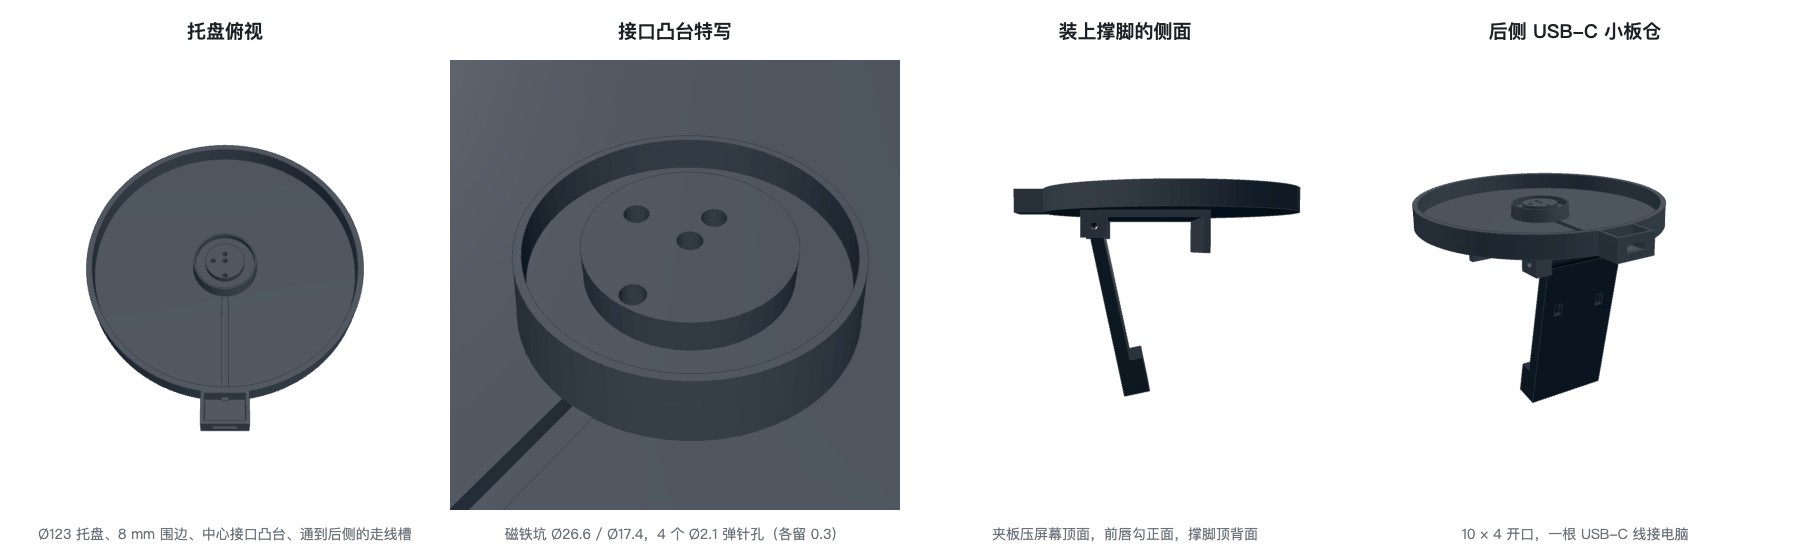 托盘俯视
接口凸台特写
装上撑脚的侧面
后侧 USB-C 小板仓
Ø123 托盘、8 mm 围边、中心接口凸台、通到后侧的走线槽
磁铁坑 Ø26.6 / Ø17.4，4 个 Ø2.1 弹针孔（各留 0.3）
夹板压屏幕顶面，前唇勾正面，撑脚顶背面
10 × 4 开口，一根 USB-C 线接电脑